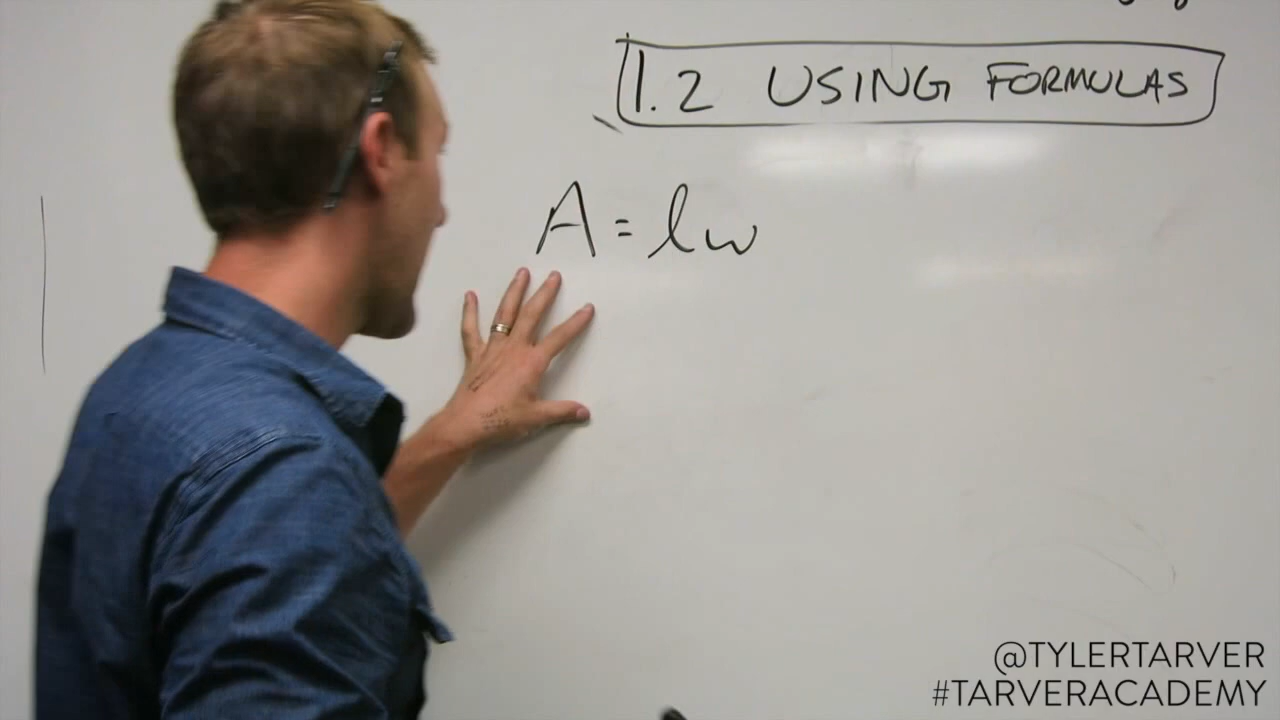 1.2 USING FORMULAS
A = lw
@TYLERTARVER
#TARVERACADEMY